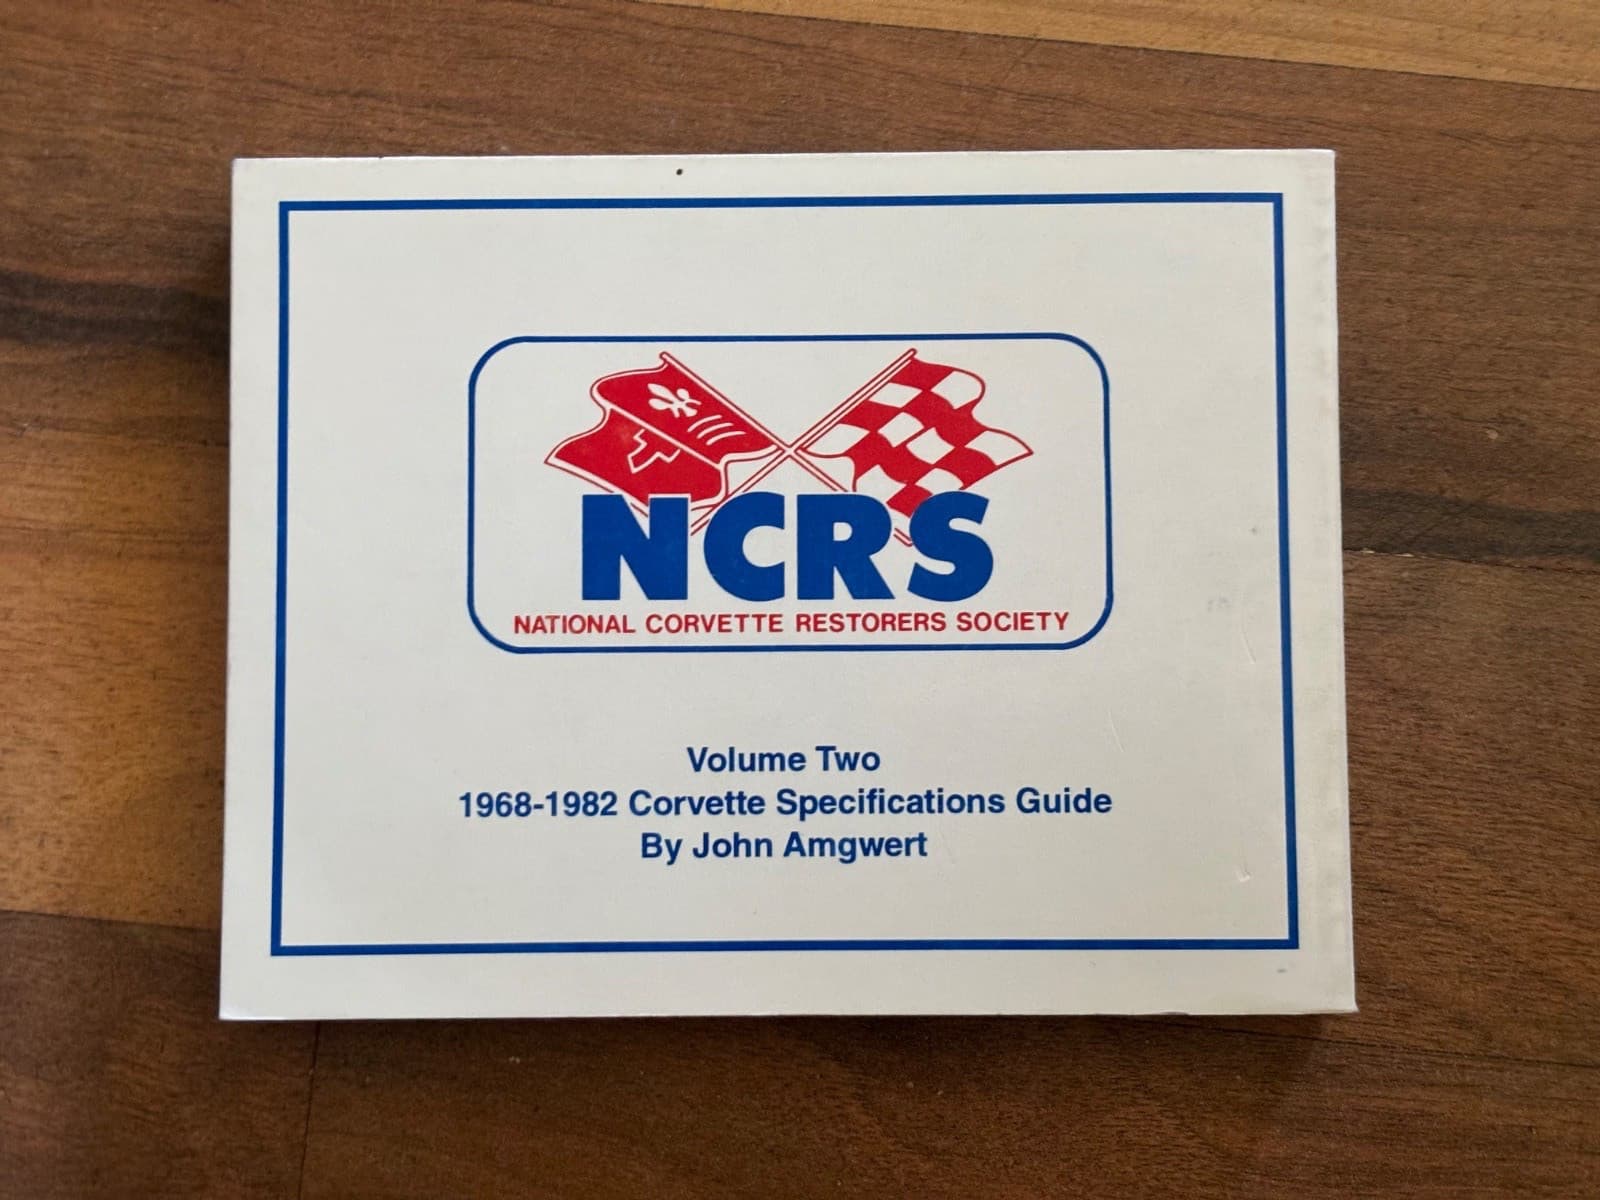 NCRS
NATIONAL CORVETTE RESTORERS SOCIETY
Volume Two
1968-1982 Corvette Specifications Guide
By John Amgwert